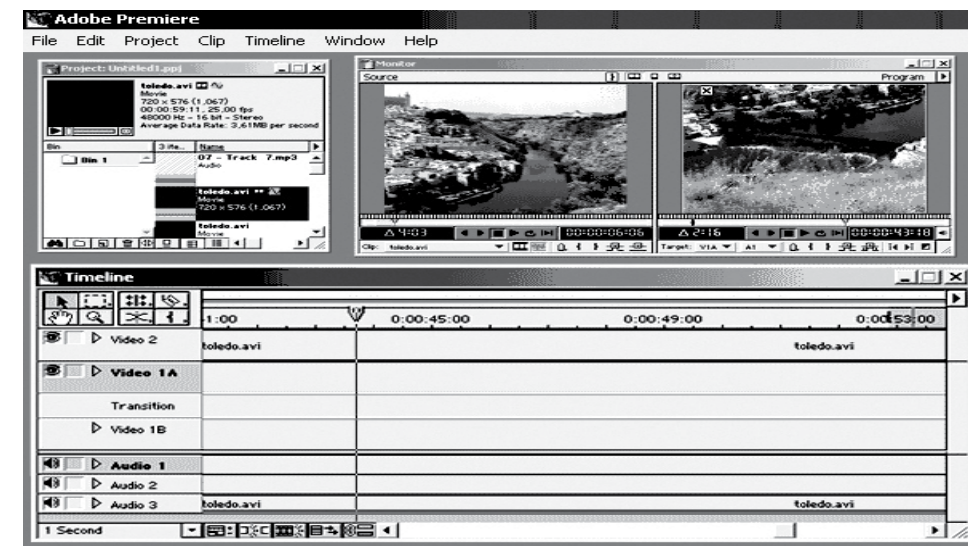 Adobe Premiere
File Edit Project Clip Timeline Window Help
Project: Untitled1.ppj
toledo.avi
Movie
720 x 576 (1,067)
00:00:59:11, 25,00 fps
48000 Hz - 16 bit - Stereo
Average Data Rate: 3,61MB per second
Bin 3 ite... Name
Bin 1
07 - Track 7.mp3
Audio
toledo.avi **
Movie
720 x 576 (1,067)
toledo.avi
Movie
Monitor
Source Program
Δ 4:03 00:00:06:06 Δ 2:16 00:00:43:18
Clip: toledo.avi Target: V1A A1
Timeline
1:00 0:00:45:00 0:00:49:00 0:00:53:00
Video 2 toledo.avi toledo.avi
Video 1A
Transition
Video 1B
Audio 1
Audio 2
Audio 3 toledo.avi toledo.avi
1 Second